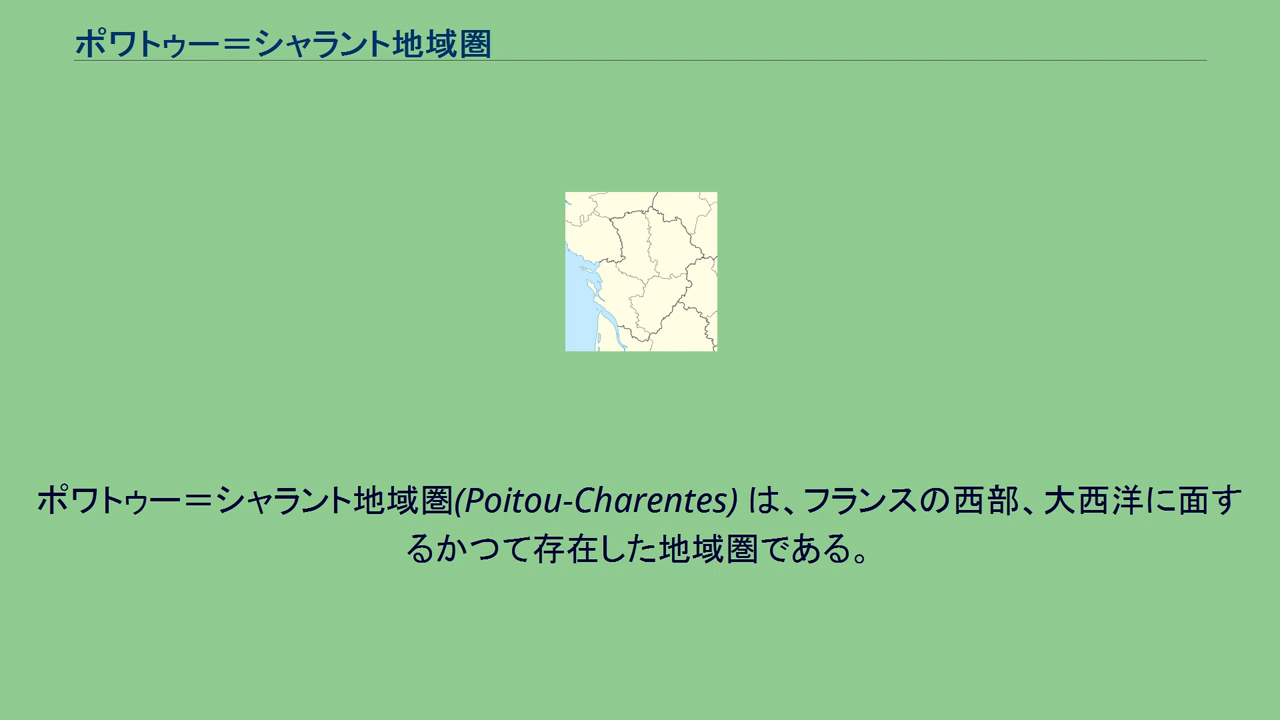 ポワトゥー＝シャラント地域圏
ポワトゥー＝シャラント地域圏(Poitou-Charentes) は、フランスの西部、大西洋に面す
るかつて存在した地域圏である。